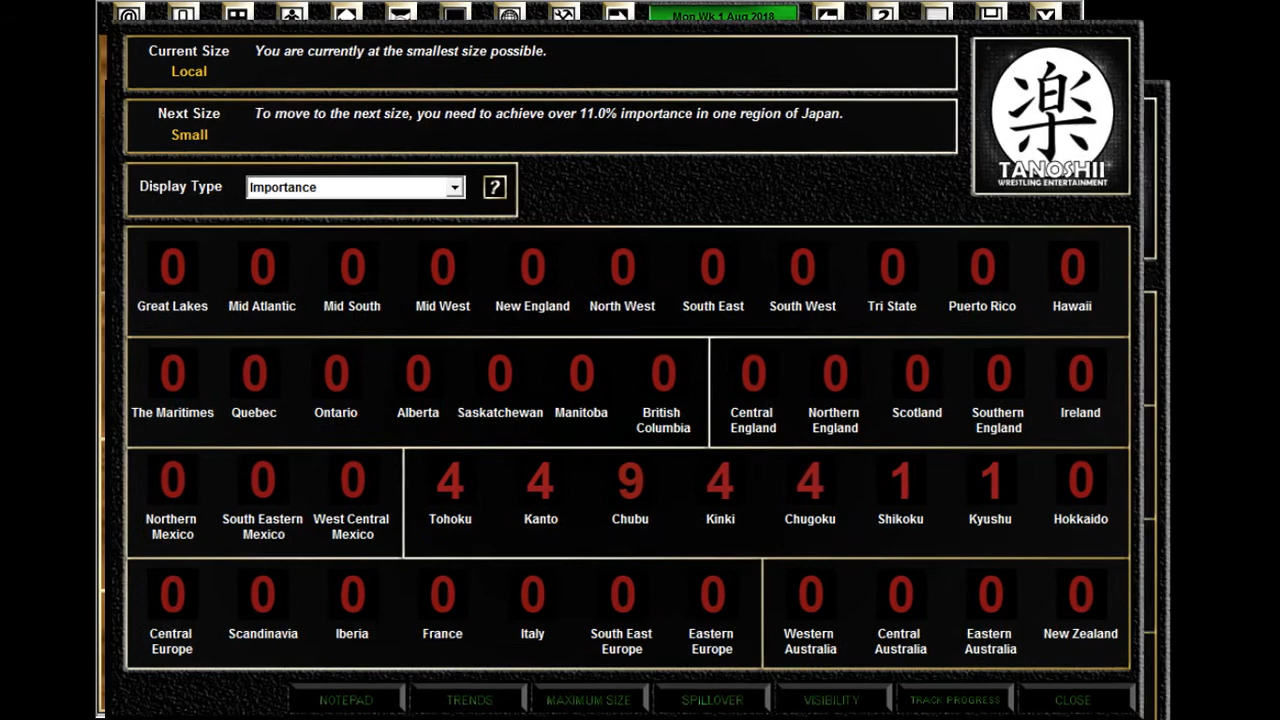 Mon Wk 1 Aug 2018
Current Size
You are currently at the smallest size possible.
Local
Next Size
To move to the next size, you need to achieve over 11.0% importance in one region of Japan.
Small
楽
TANOSHII
WRESTLING ENTERTAINMENT
Display Type
Importance
?
0 0 0 0 0 0 0 0 0 0 0
Great Lakes Mid Atlantic Mid South Mid West New England North West South East South West Tri State Puerto Rico Hawaii
0 0 0 0 0 0 0 0 0 0 0 0
The Maritimes Quebec Ontario Alberta Saskatchewan Manitoba British Central Northern Scotland Southern Ireland
Columbia England England England
0 0 0 4 4 9 4 4 1 1 0
Northern South Eastern West Central Tohoku Kanto Chubu Kinki Chugoku Shikoku Kyushu Hokkaido
Mexico Mexico Mexico
0 0 0 0 0 0 0 0 0 0 0
Central Scandinavia Iberia France Italy South East Eastern Western Central Eastern New Zealand
Europe Europe Europe Australia Australia Australia
NOTEPAD TRENDS MAXIMUM SIZE SPILLOVER VISIBILITY TRACK PROGRESS CLOSE